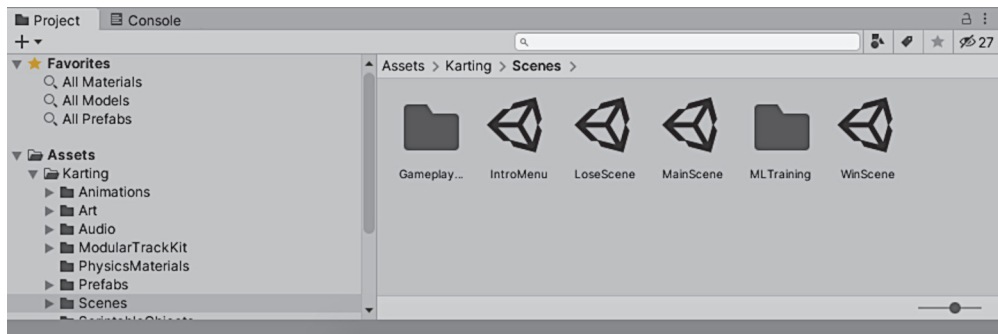 Project
Console
27
Favorites
All Materials
All Models
All Prefabs
Assets
Karting
Animations
Art
Audio
ModularTrackKit
PhysicsMaterials
Prefabs
Scenes
Assets > Karting > Scenes >
Gameplay...
IntroMenu
LoseScene
MainScene
MLTraining
WinScene